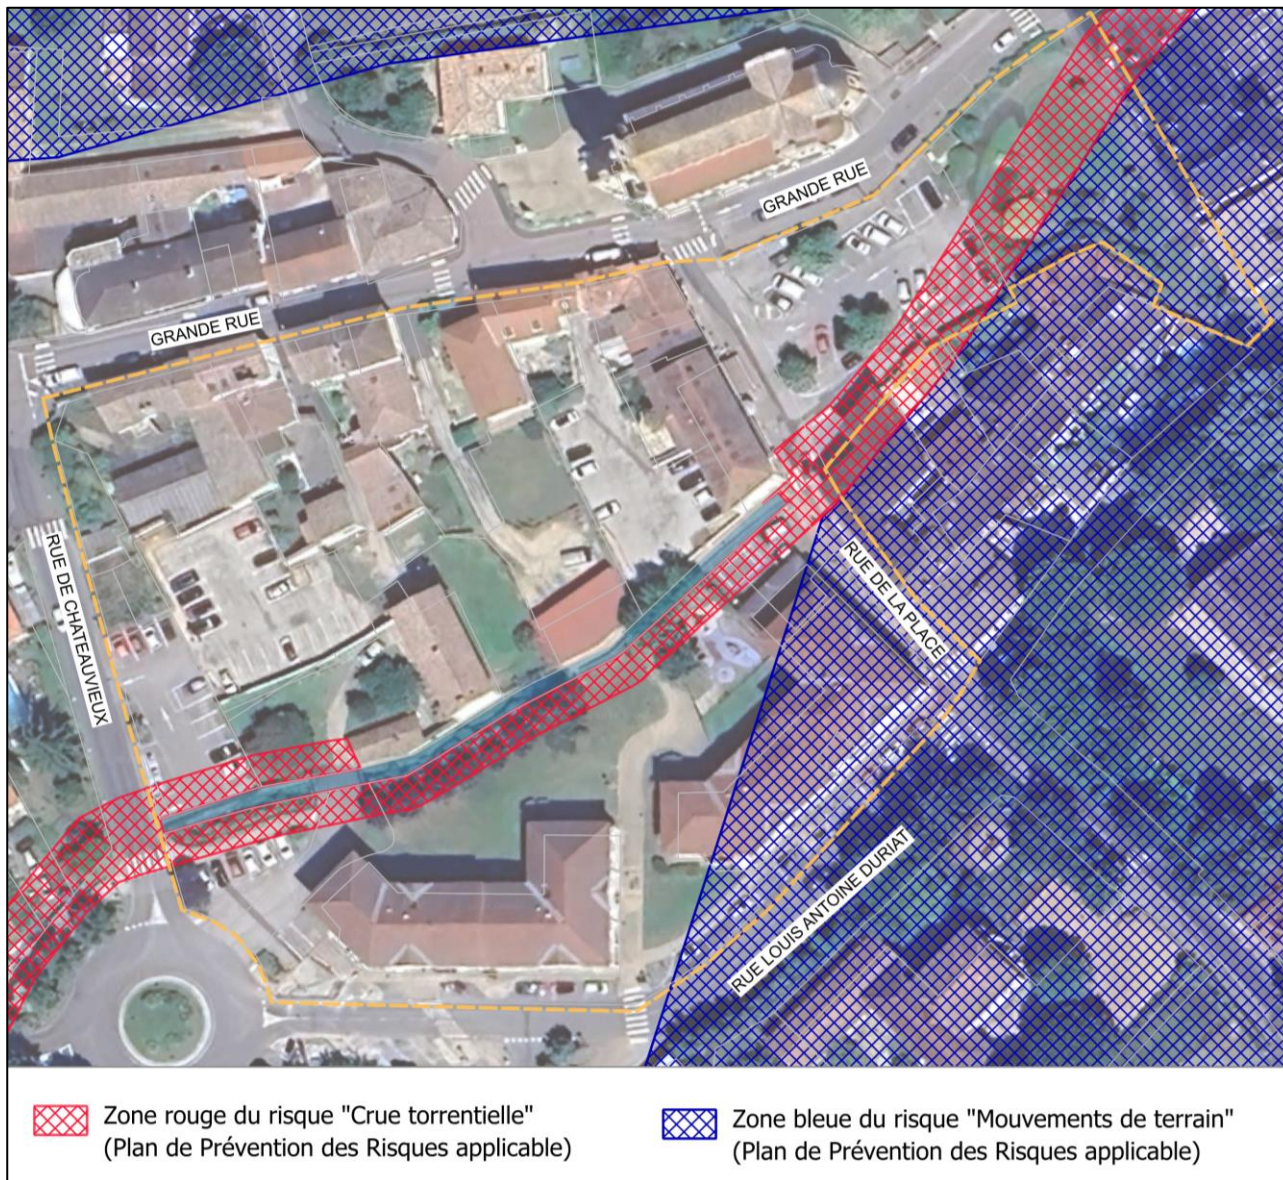 GRANDE RUE
GRANDE RUE
RUE DE CHATEAUVIEUX
RUE DE LA PLACE
RUE LOUIS ANTOINE DURIAT
Zone rouge du risque "Crue torrentielle"
(Plan de Prévention des Risques applicable)
Zone bleue du risque "Mouvements de terrain"
(Plan de Prévention des Risques applicable)